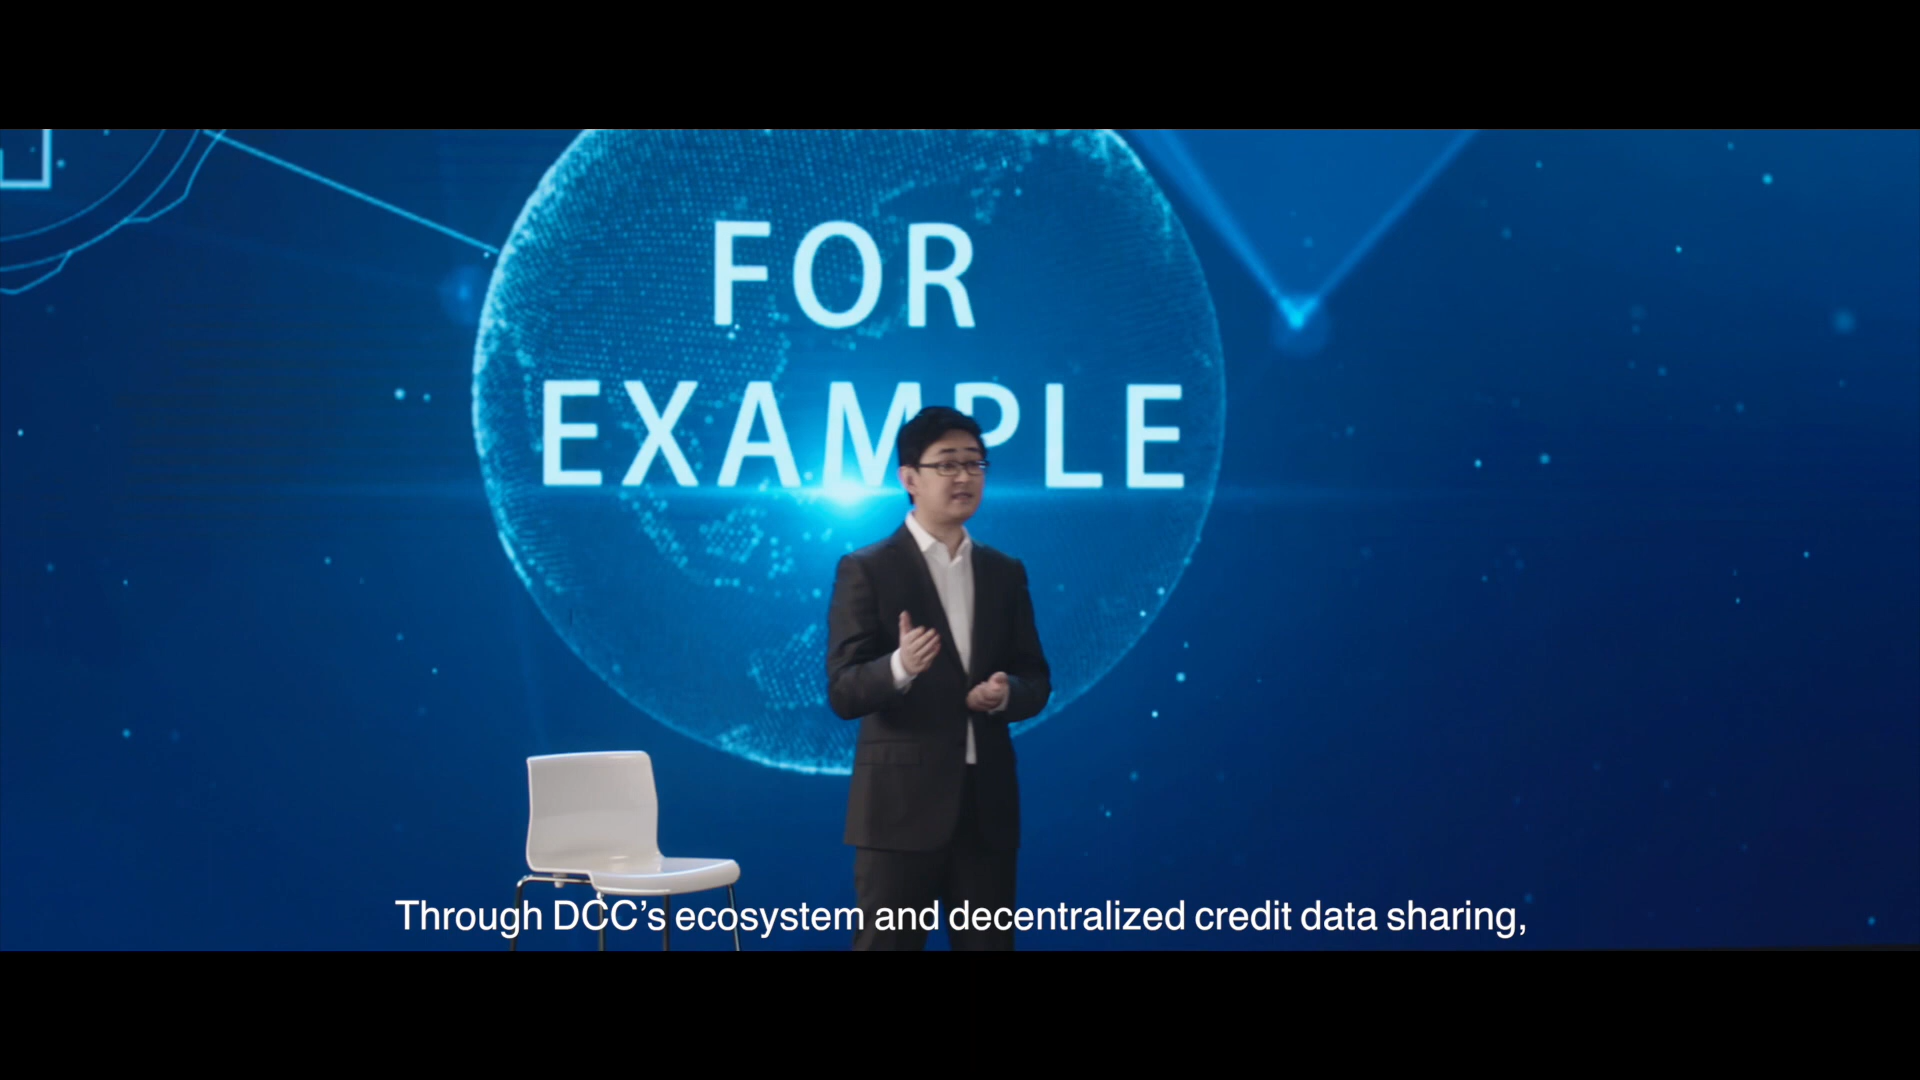 FOR
EXAMPLE
Through DCC’s ecosystem and decentralized credit data sharing,